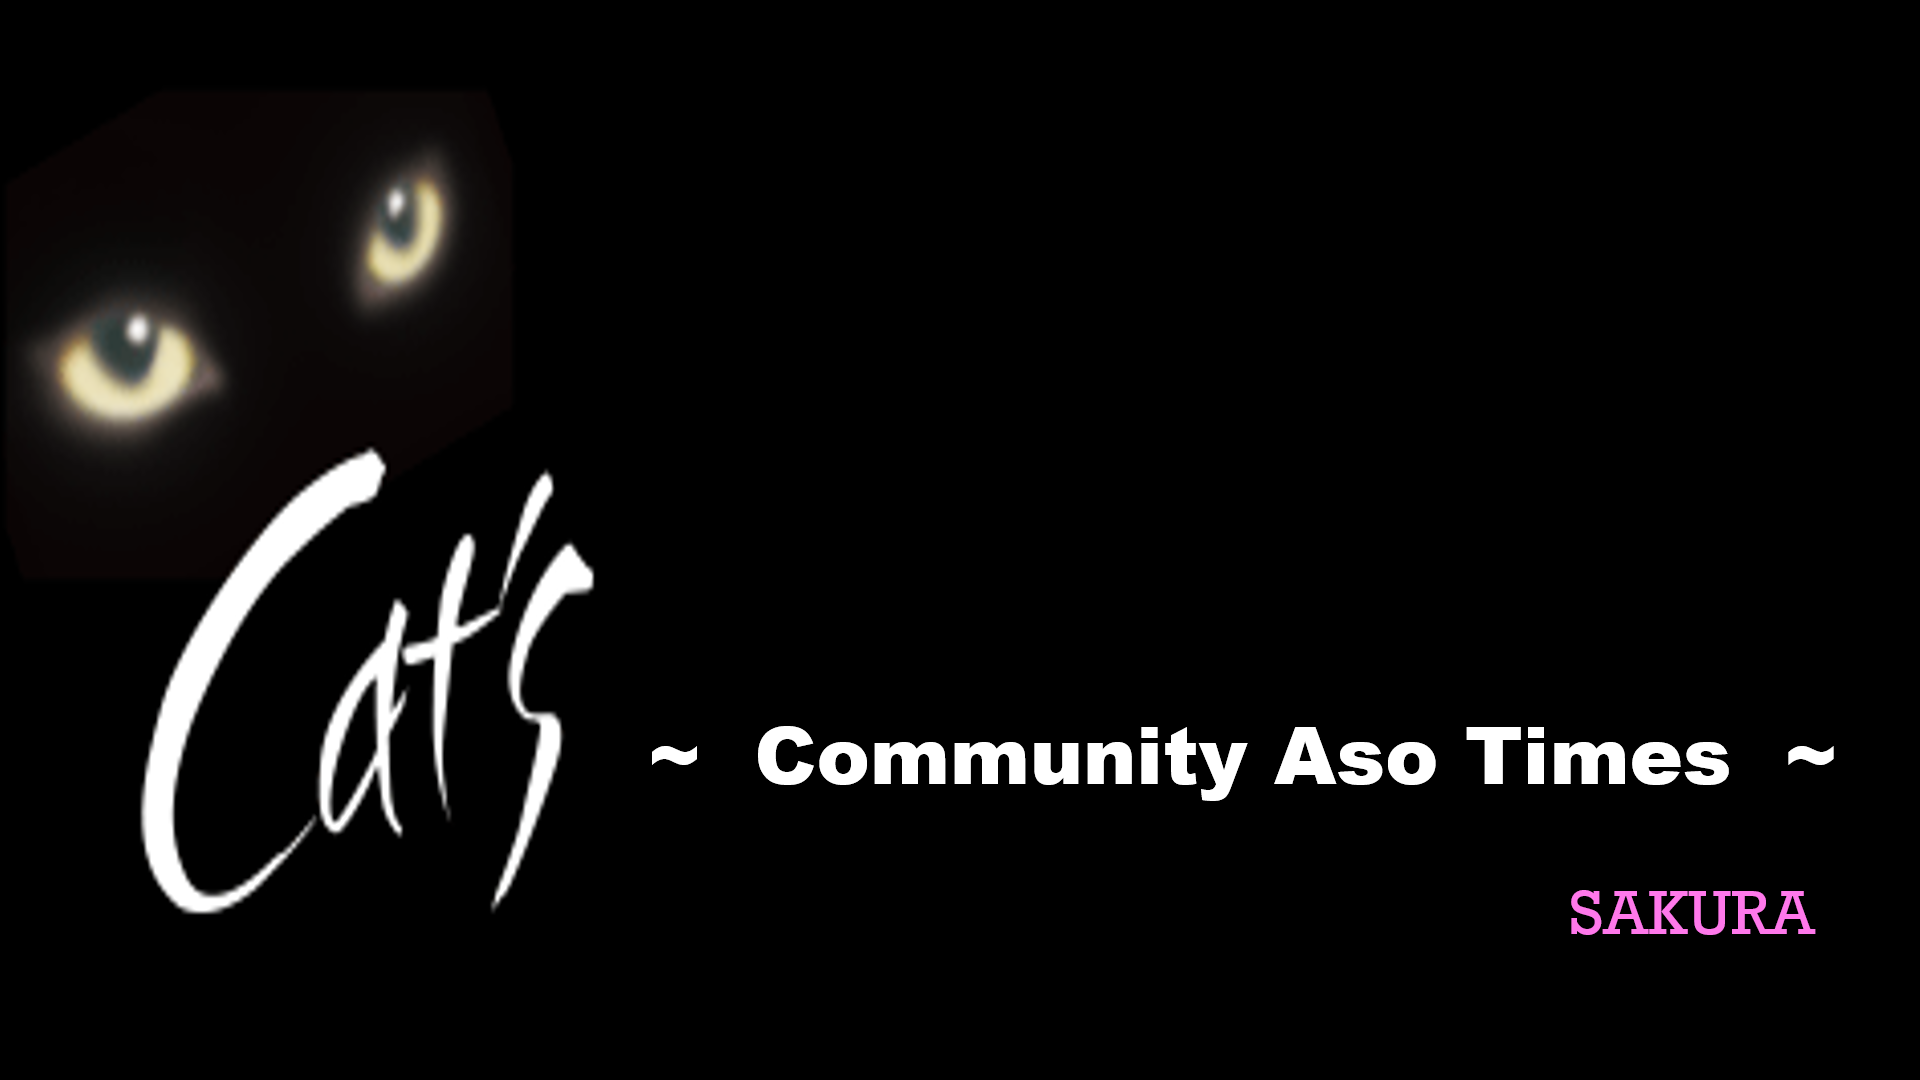 Cat's
~ Community Aso Times ~
SAKURA